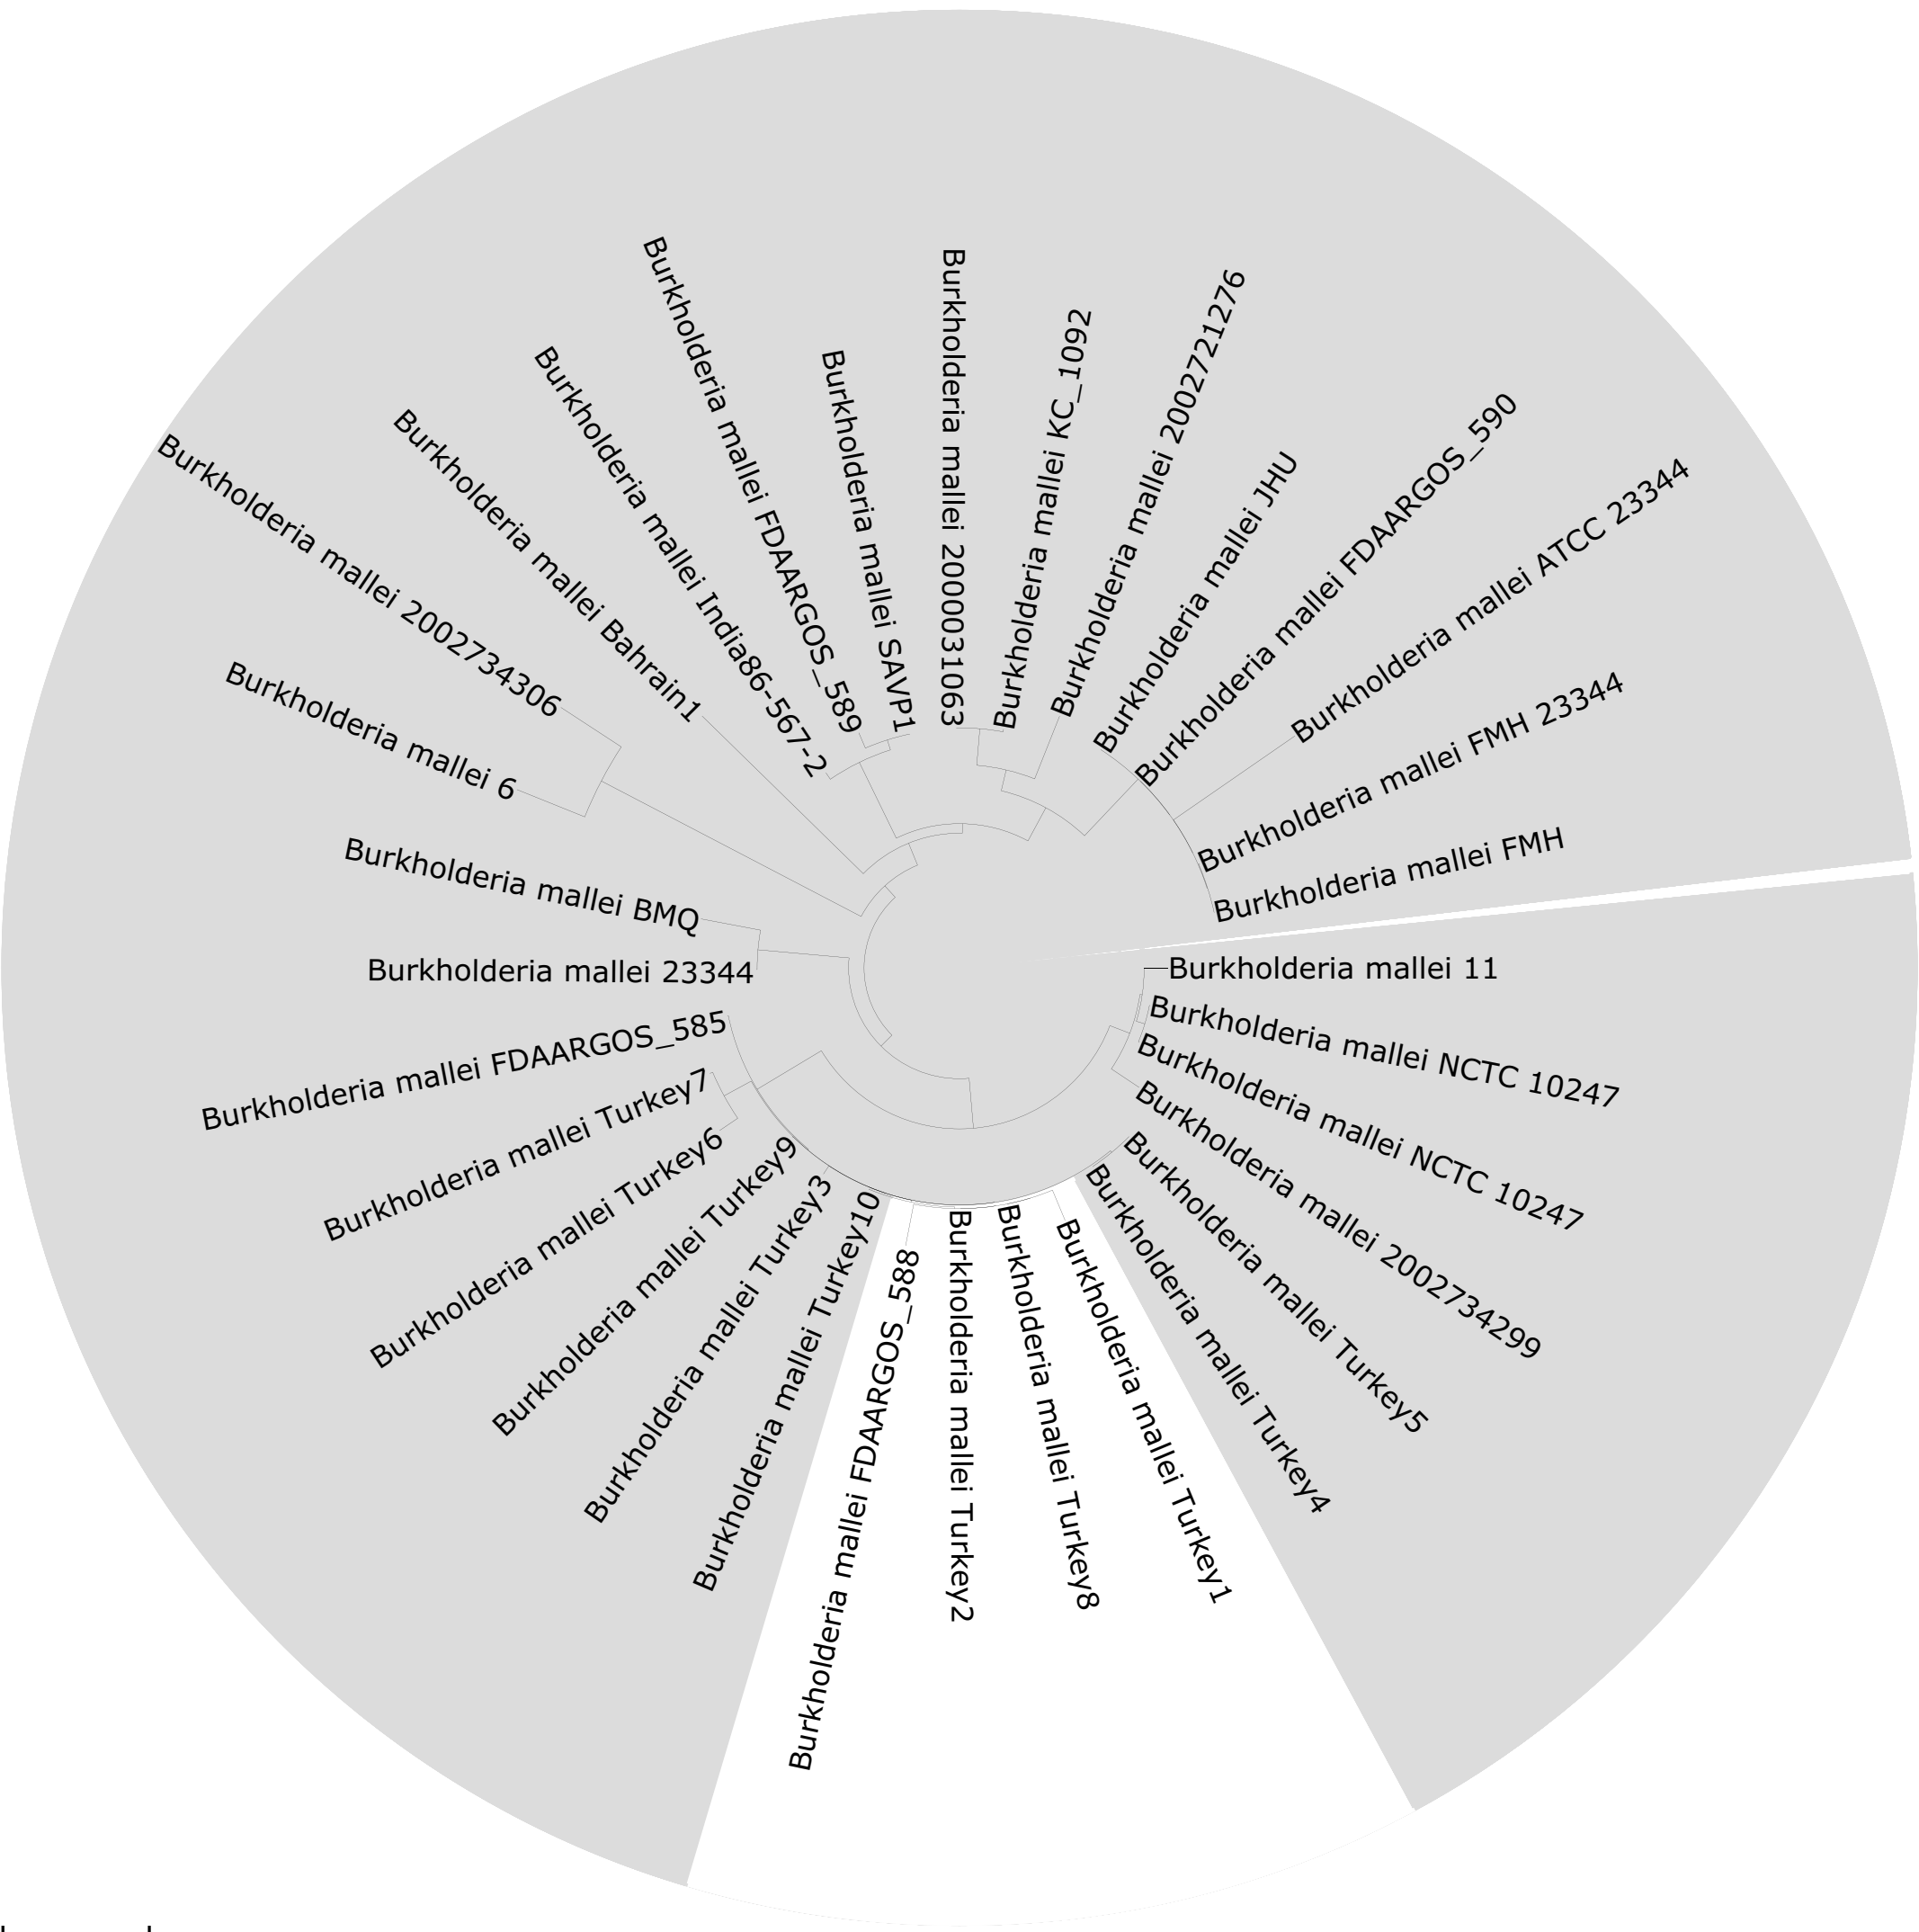 Burkholderia mallei 11
Burkholderia mallei NCTC 10247
Burkholderia mallei NCTC 10247
Burkholderia mallei 2002734299
Burkholderia mallei Turkey5
Burkholderia mallei Turkey4
Burkholderia mallei Turkey1
Burkholderia mallei Turkey8
Burkholderia mallei Turkey2
Burkholderia mallei FDAARGOS_588
Burkholderia mallei Turkey10
Burkholderia mallei Turkey3
Burkholderia mallei Turkey9
Burkholderia mallei Turkey6
Burkholderia mallei Turkey7
Burkholderia mallei FDAARGOS_585
Burkholderia mallei 23344
Burkholderia mallei BMQ
Burkholderia mallei 6
Burkholderia mallei 2002734306
Burkholderia mallei Bahrain1
Burkholderia mallei India86-567-2
Burkholderia mallei FDAARGOS_589
Burkholderia mallei SAVP1
Burkholderia mallei 2000031063
Burkholderia mallei KC_1092
Burkholderia mallei 2002721276
Burkholderia mallei JHU
Burkholderia mallei FDAARGOS_590
Burkholderia mallei ATCC 23344
Burkholderia mallei FMH 23344
Burkholderia mallei FMH